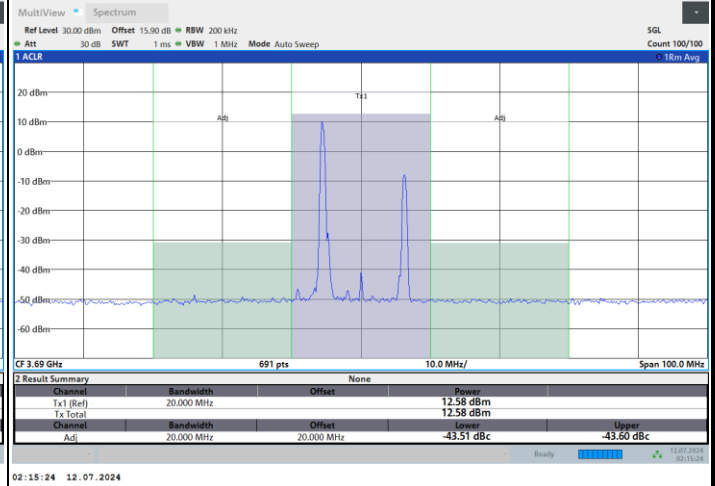 MultiView Spectrum
Ref Level 30.00 dBm Offset 15.90 dB RBW 200 kHz SGL
Att 30 dB SWT 1 ms VBW 1 MHz Mode Auto Sweep Count 100/100
1 ACLR 1Rm Avg
20 dBm
Tx1
10 dBm
Adj Adj
0 dBm
-10 dBm
-20 dBm
-30 dBm
-40 dBm
-50 dBm
-60 dBm
CF 3.69 GHz 691 pts 10.0 MHz/ Span 100.0 MHz
2 Result Summary None
Channel Bandwidth Offset Power
Tx1 (Ref) 20.000 MHz 12.58 dBm
Tx Total 12.58 dBm
Channel Bandwidth Offset Lower Upper
Adj 20.000 MHz 20.000 MHz -43.51 dBc -43.60 dBc
Ready 12.07.2024
02:15:24
02:15:24 12.07.2024